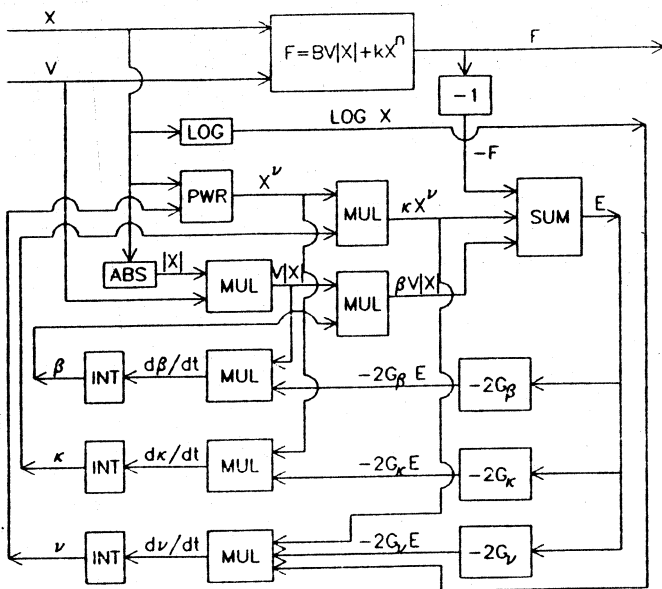 X
F
F=BV|X|+kXⁿ
V
-1
LOG
LOG X
-F
PWR
X^ν
MUL
κX^ν
SUM
E
ABS
|X|
MUL
V|X|
MUL
βV|X|
β
INT
dβ/dt
MUL
-2G_β E
-2G_β
κ
INT
dκ/dt
MUL
-2G_κ E
-2G_κ
ν
INT
dν/dt
MUL
-2G_ν E
-2G_ν